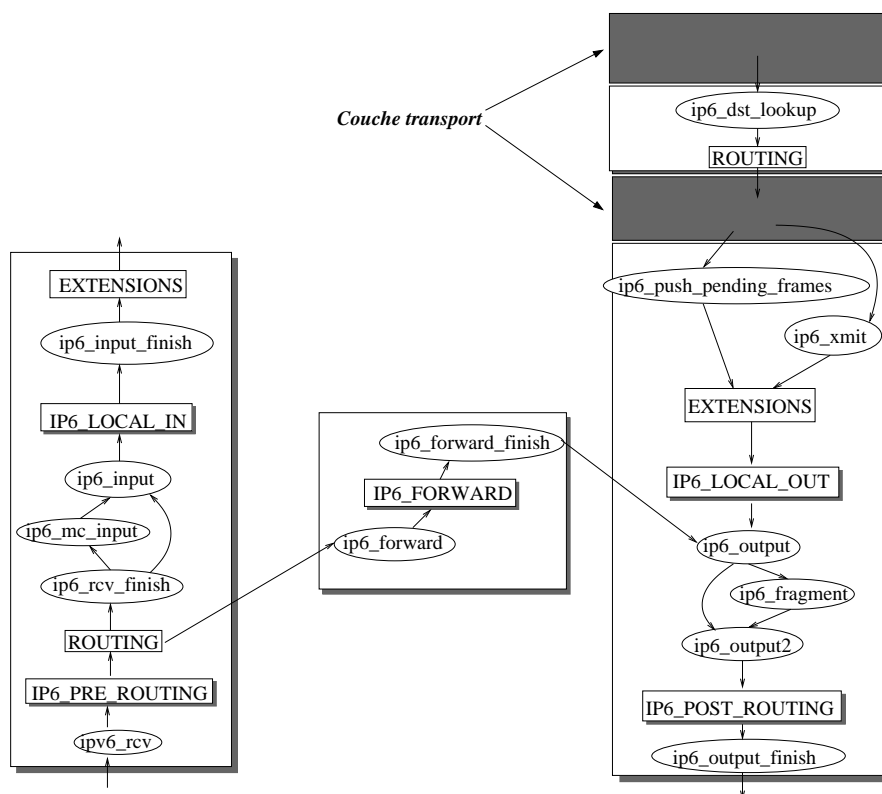 ip6_dst_lookup
Couche transport
ROUTING
EXTENSIONS
ip6_push_pending_frames
ip6_input_finish
ip6_xmit
IP6_LOCAL_IN
EXTENSIONS
ip6_forward_finish
ip6_input
IP6_FORWARD
IP6_LOCAL_OUT
ip6_mc_input
ip6_forward
ip6_output
ip6_rcv_finish
ip6_fragment
ROUTING
ip6_output2
IP6_PRE_ROUTING
IP6_POST_ROUTING
ipv6_rcv
ip6_output_finish